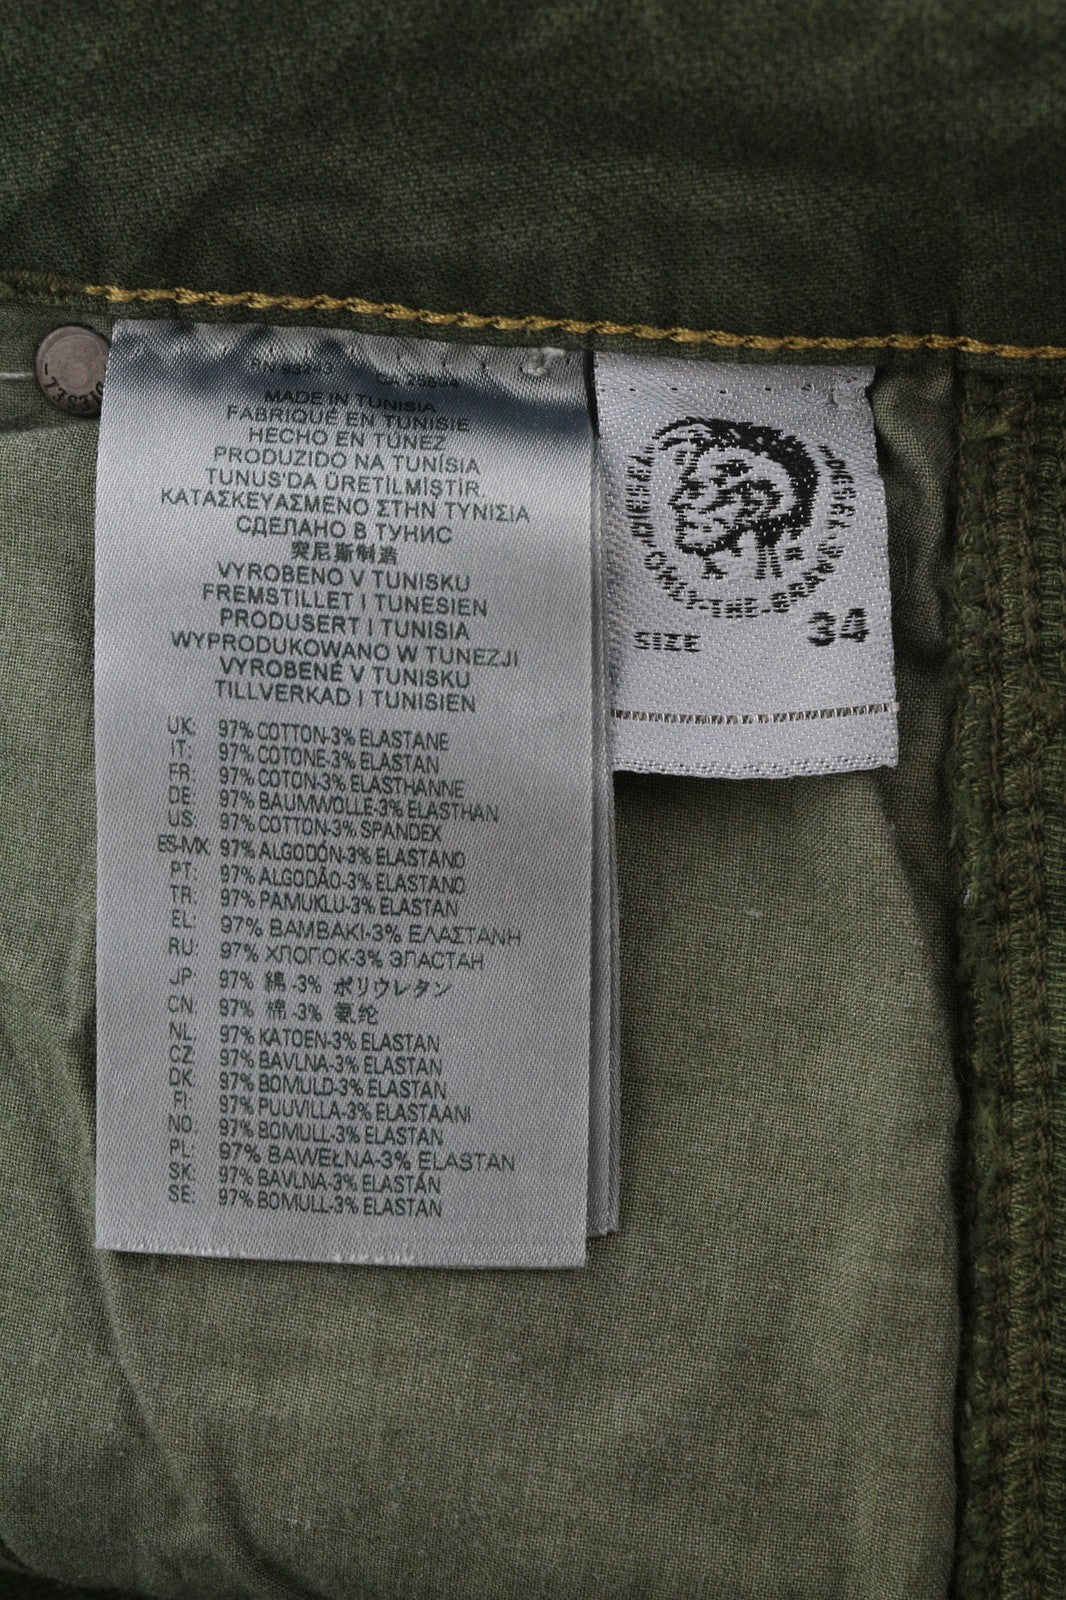 RN 93243 CA 25594
MADE IN TUNISIA
FABRIQUÉ EN TUNISIE
HECHO EN TÚNEZ
PRODUZIDO NA TUNÍSIA
TUNUS'DA ÜRETILMIŞTIR.
ΚΑΤΑΣΚΕΥΑΣΜΕΝΟ ΣΤΗΝ ΤΥΝΙΣΙΑ
СДЕЛАНО В ТУНИС
突尼斯制造
VYROBENO V TUNISKU
FREMSTILLET I TUNESIEN
PRODUSERT I TUNISIA
WYPRODUKOWANO W TUNEZJI
VYROBENÉ V TUNISKU
TILLVERKAD I TUNISIEN
UK: 97% COTTON-3% ELASTANE
IT: 97% COTONE-3% ELASTAN
FR: 97% COTON-3% ELASTHANNE
DE: 97% BAUMWOLLE-3% ELASTHAN
US: 97% COTTON-3% SPANDEX
ES-MX: 97% ALGODÓN-3% ELASTANO
PT: 97% ALGODÃO-3% ELASTANO
TR: 97% PAMUKLU-3% ELASTAN
EL: 97% ΒΑΜΒΑΚΙ-3% ΕΛΑΣΤΑΝΗ
RU: 97% ХЛОПОК-3% ЭЛАСТАН
JP: 97% 綿 -3% ポリウレタン
CN: 97% 棉 -3% 氨纶
NL: 97% KATOEN-3% ELASTAN
CZ: 97% BAVLNA-3% ELASTAN
DK: 97% BOMULD-3% ELASTAN
FI: 97% PUUVILLA-3% ELASTAANI
NO: 97% BOMULL-3% ELASTAN
PL: 97% BAWEŁNA-3% ELASTAN
SK: 97% BAVLNA-3% ELASTÁN
SE: 97% BOMULL-3% ELASTAN
DIESEL
DIESEL
ONLY-THE-BRAVE
SIZE 34